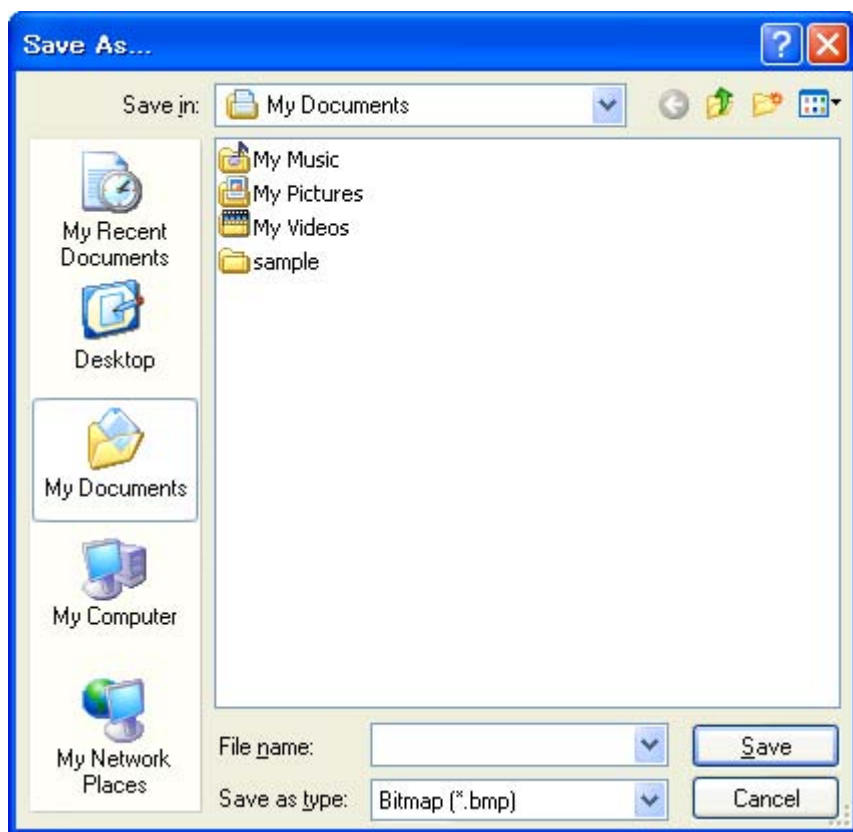 Save As...
Save in:
My Documents
My Recent
Documents
Desktop
My Documents
My Computer
My Network
Places
My Music
My Pictures
My Videos
sample
File name:
Save
Save as type:
Bitmap (*.bmp)
Cancel